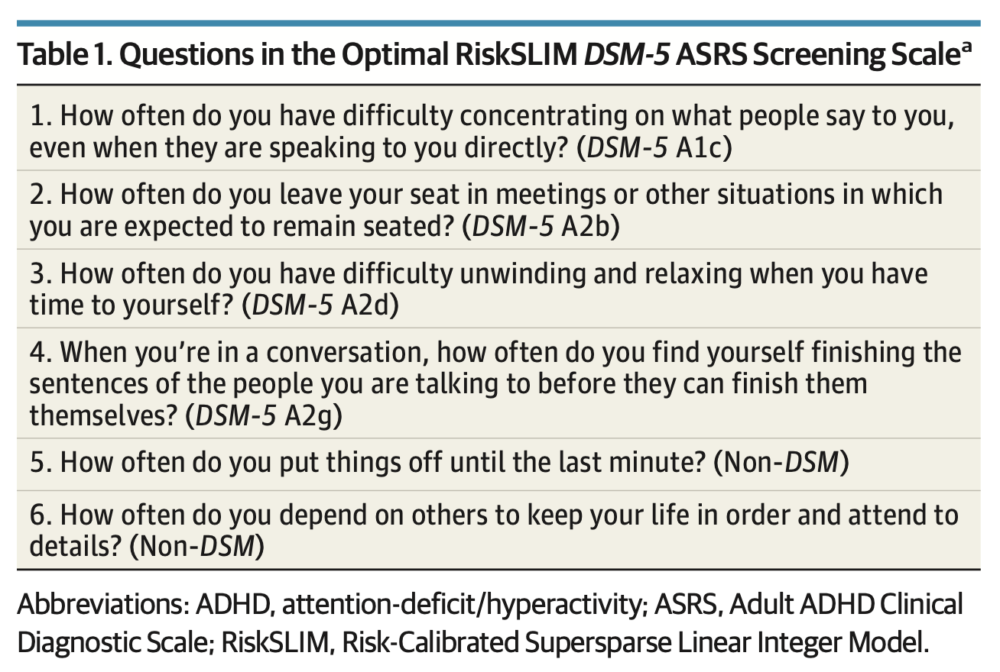 Table 1. Questions in the Optimal RiskSLIM DSM-5 ASRS Screening Scaleᵃ
1. How often do you have difficulty concentrating on what people say to you,
even when they are speaking to you directly? (DSM-5 A1c)
2. How often do you leave your seat in meetings or other situations in which
you are expected to remain seated? (DSM-5 A2b)
3. How often do you have difficulty unwinding and relaxing when you have
time to yourself? (DSM-5 A2d)
4. When you’re in a conversation, how often do you find yourself finishing the
sentences of the people you are talking to before they can finish them
themselves? (DSM-5 A2g)
5. How often do you put things off until the last minute? (Non-DSM)
6. How often do you depend on others to keep your life in order and attend to
details? (Non-DSM)
Abbreviations: ADHD, attention-deficit/hyperactivity; ASRS, Adult ADHD Clinical
Diagnostic Scale; RiskSLIM, Risk-Calibrated Supersparse Linear Integer Model.